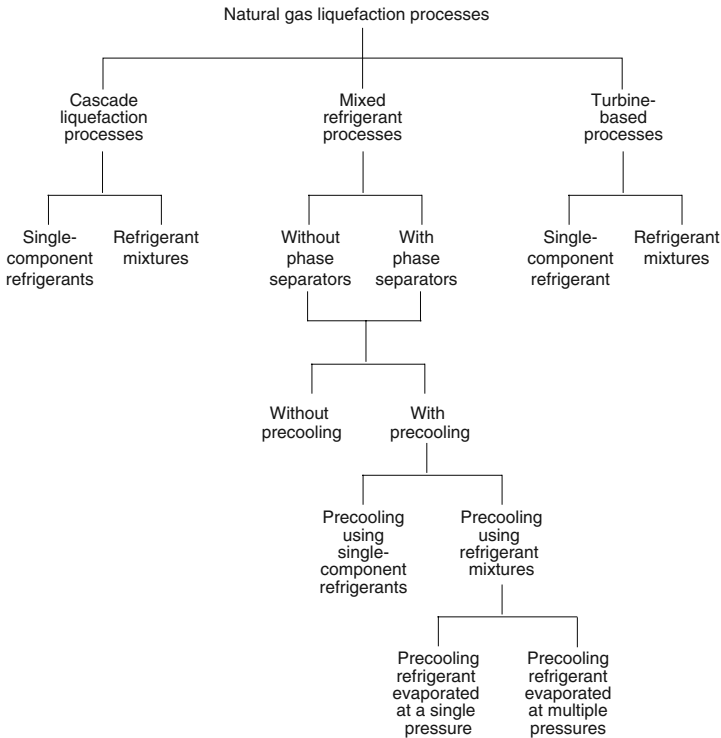 Natural gas liquefaction processes
Cascade
liquefaction
processes
Mixed
refrigerant
processes
Turbine-
based
processes
Single-
component
refrigerants
Refrigerant
mixtures
Without
phase
separators
With
phase
separators
Single-
component
refrigerant
Refrigerant
mixtures
Without
precooling
With
precooling
Precooling
using
single-
component
refrigerants
Precooling
using
refrigerant
mixtures
Precooling
refrigerant
evaporated
at a single
pressure
Precooling
refrigerant
evaporated
at multiple
pressures